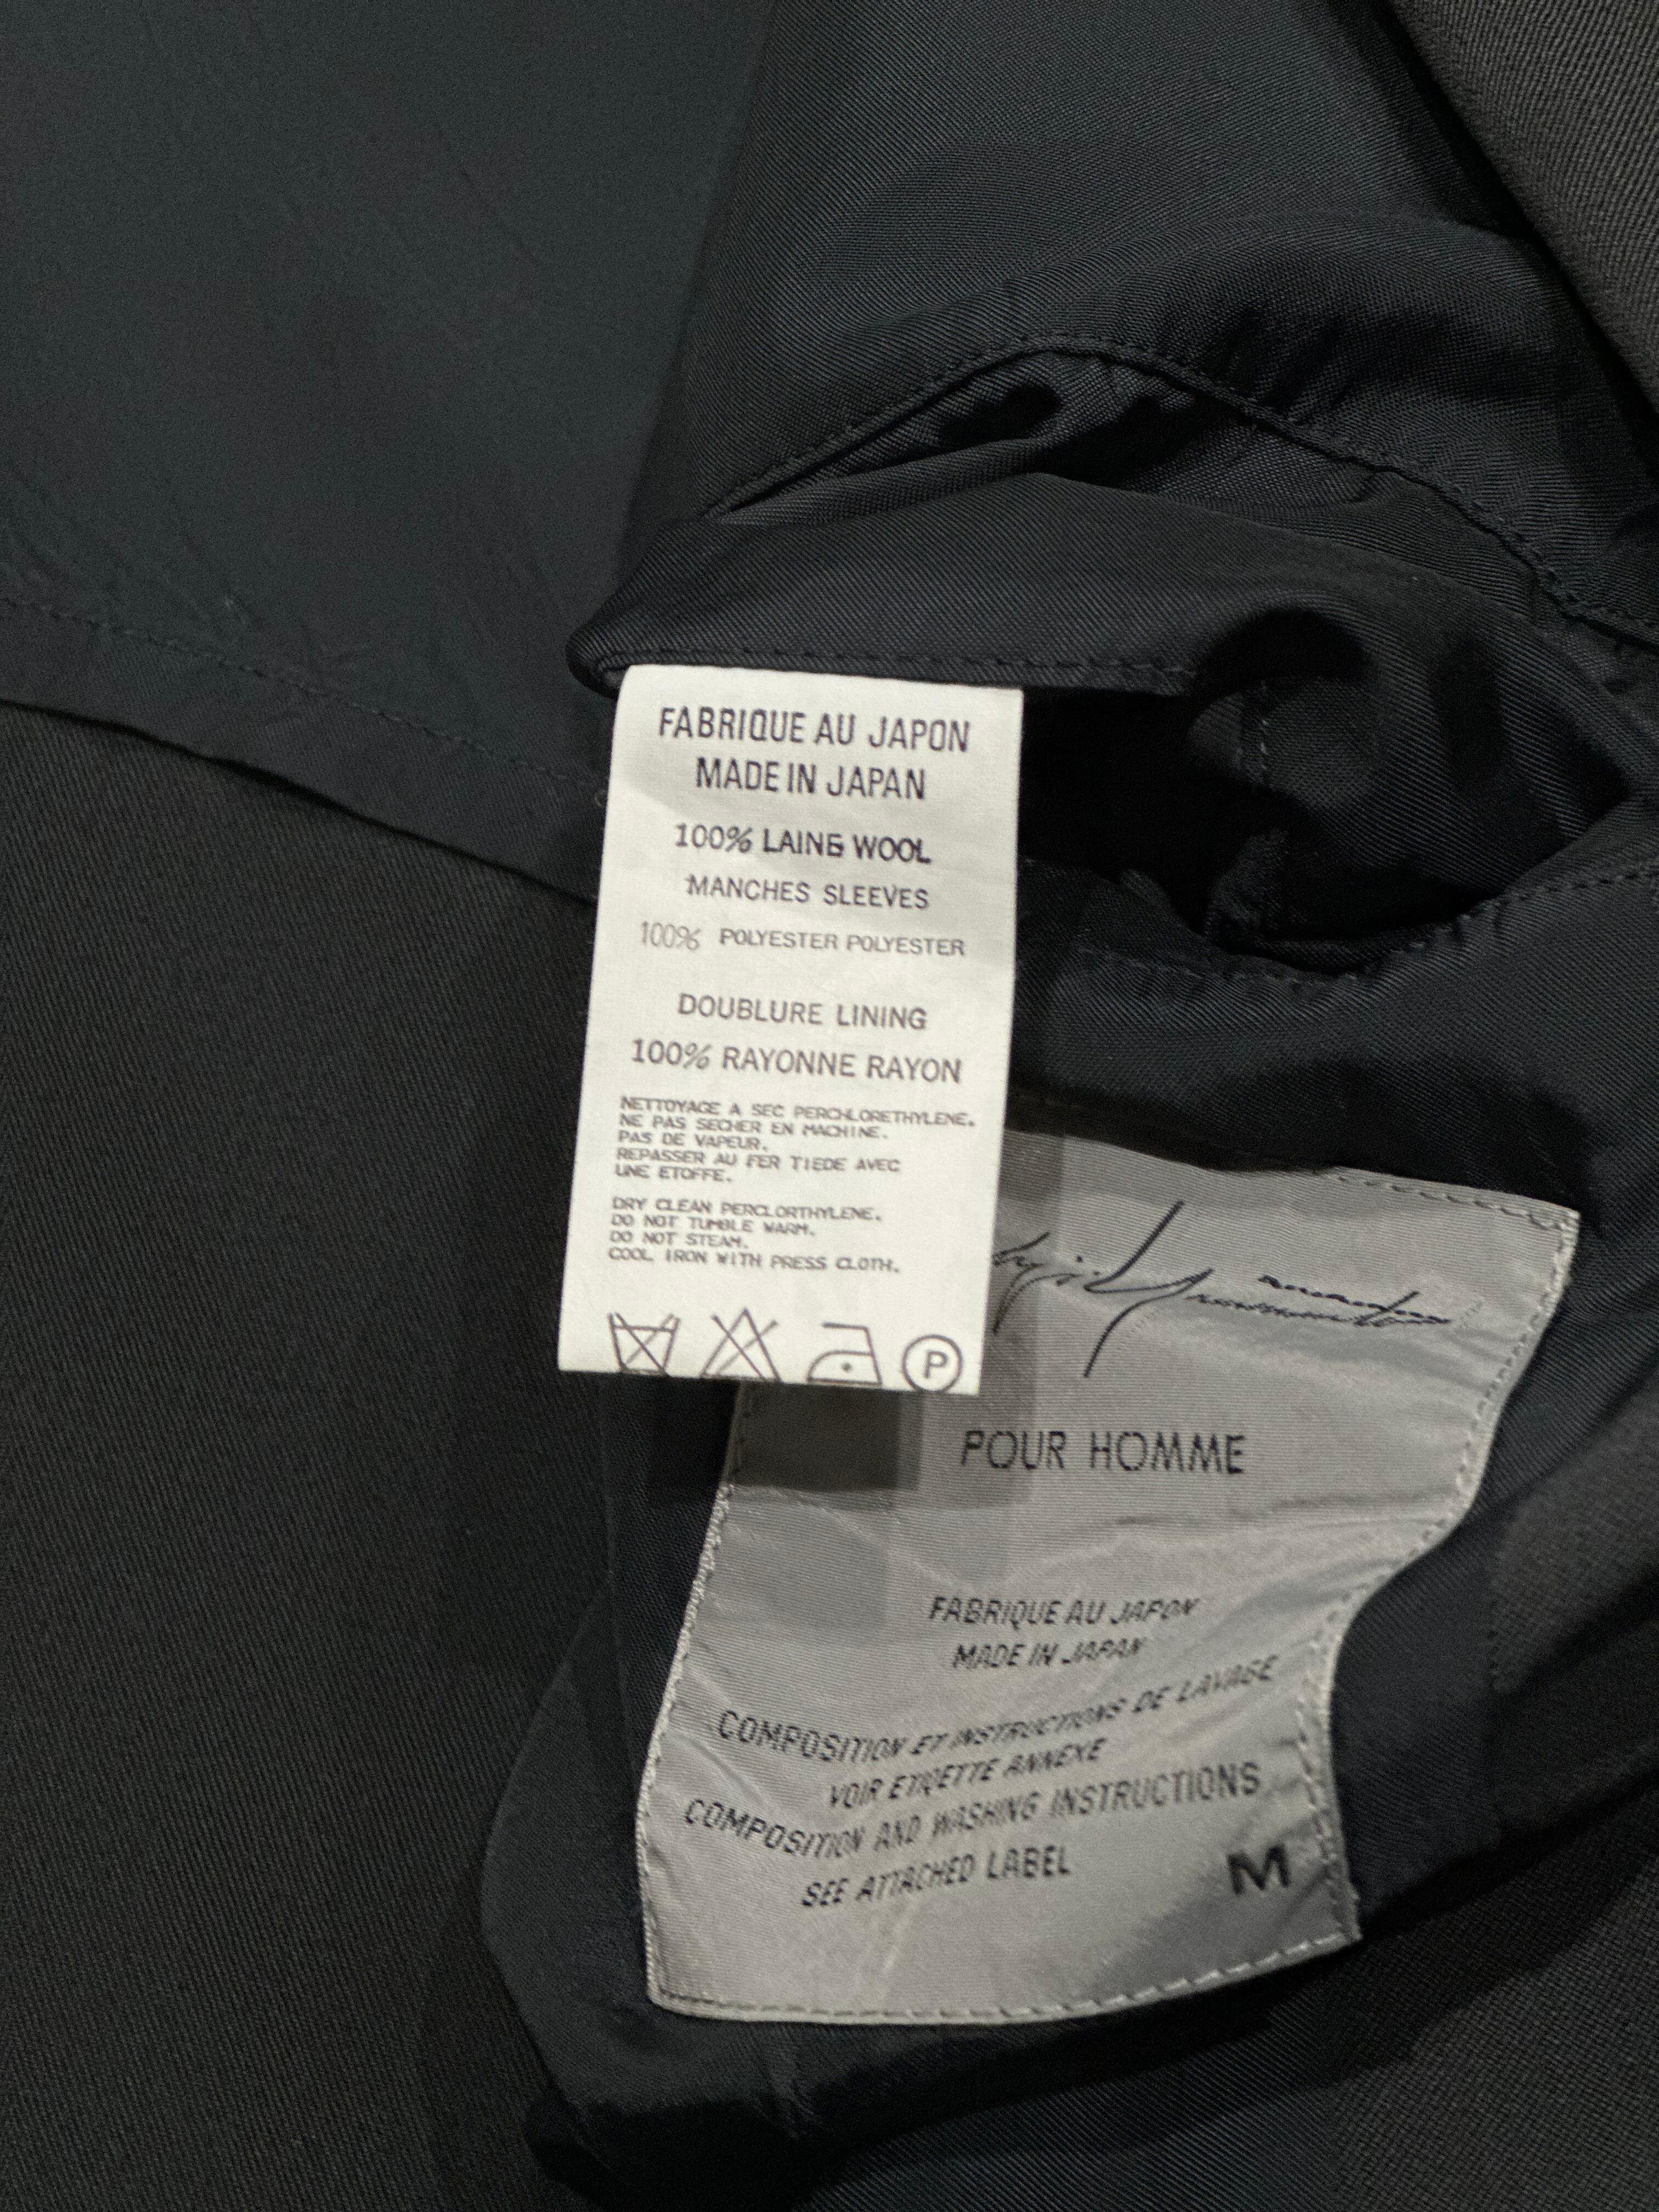 FABRIQUE AU JAPON
MADE IN JAPAN
100% LAINE WOOL
MANCHES SLEEVES
100% POLYESTER POLYESTER
DOUBLURE LINING
100% RAYONNE RAYON
NETTOYAGE A SEC PERCHLORETHYLENE.
NE PAS SECHER EN MACHINE.
PAS DE VAPEUR.
REPASSER AU FER TIEDE AVEC
UNE ETOFFE.
DRY CLEAN PERCLORTHYLENE.
DO NOT TUMBLE WARM.
DO NOT STEAM.
COOL IRON WITH PRESS CLOTH.
P
Yamamoto
POUR HOMME
FABRIQUE AU JAPON
MADE IN JAPAN
COMPOSITION ET INSTRUCTIONS DE LAVAGE
VOIR ETIQETTE ANNEXE
COMPOSITION AND WASHING INSTRUCTIONS
SEE ATTACHED LABEL
M